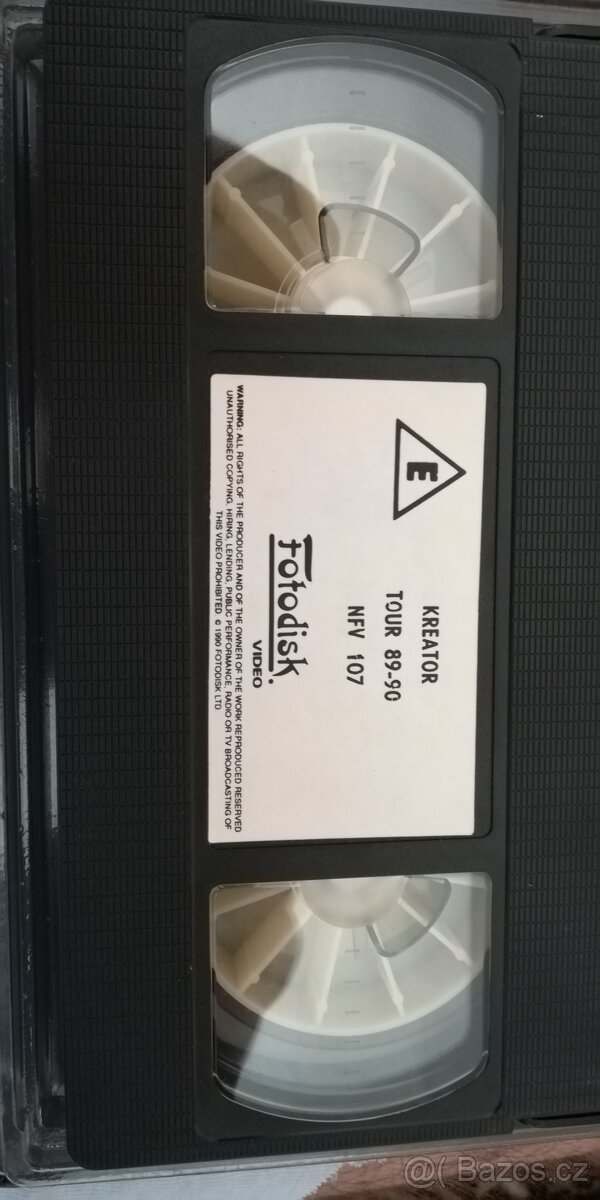 E
KREATOR
TOUR 89-90
NFV 107
fotodisk.
VIDEO
WARNING: ALL RIGHTS OF THE PRODUCER AND OF THE OWNER OF THE WORK REPRODUCED RESERVED
UNAUTHORISED COPYING, HIRING, LENDING, PUBLIC PERFORMANCE, RADIO OR TV BROADCASTING OF
THIS VIDEO PROHIBITED. © 1990 FOTODISK LTD
@( Bazos.cz